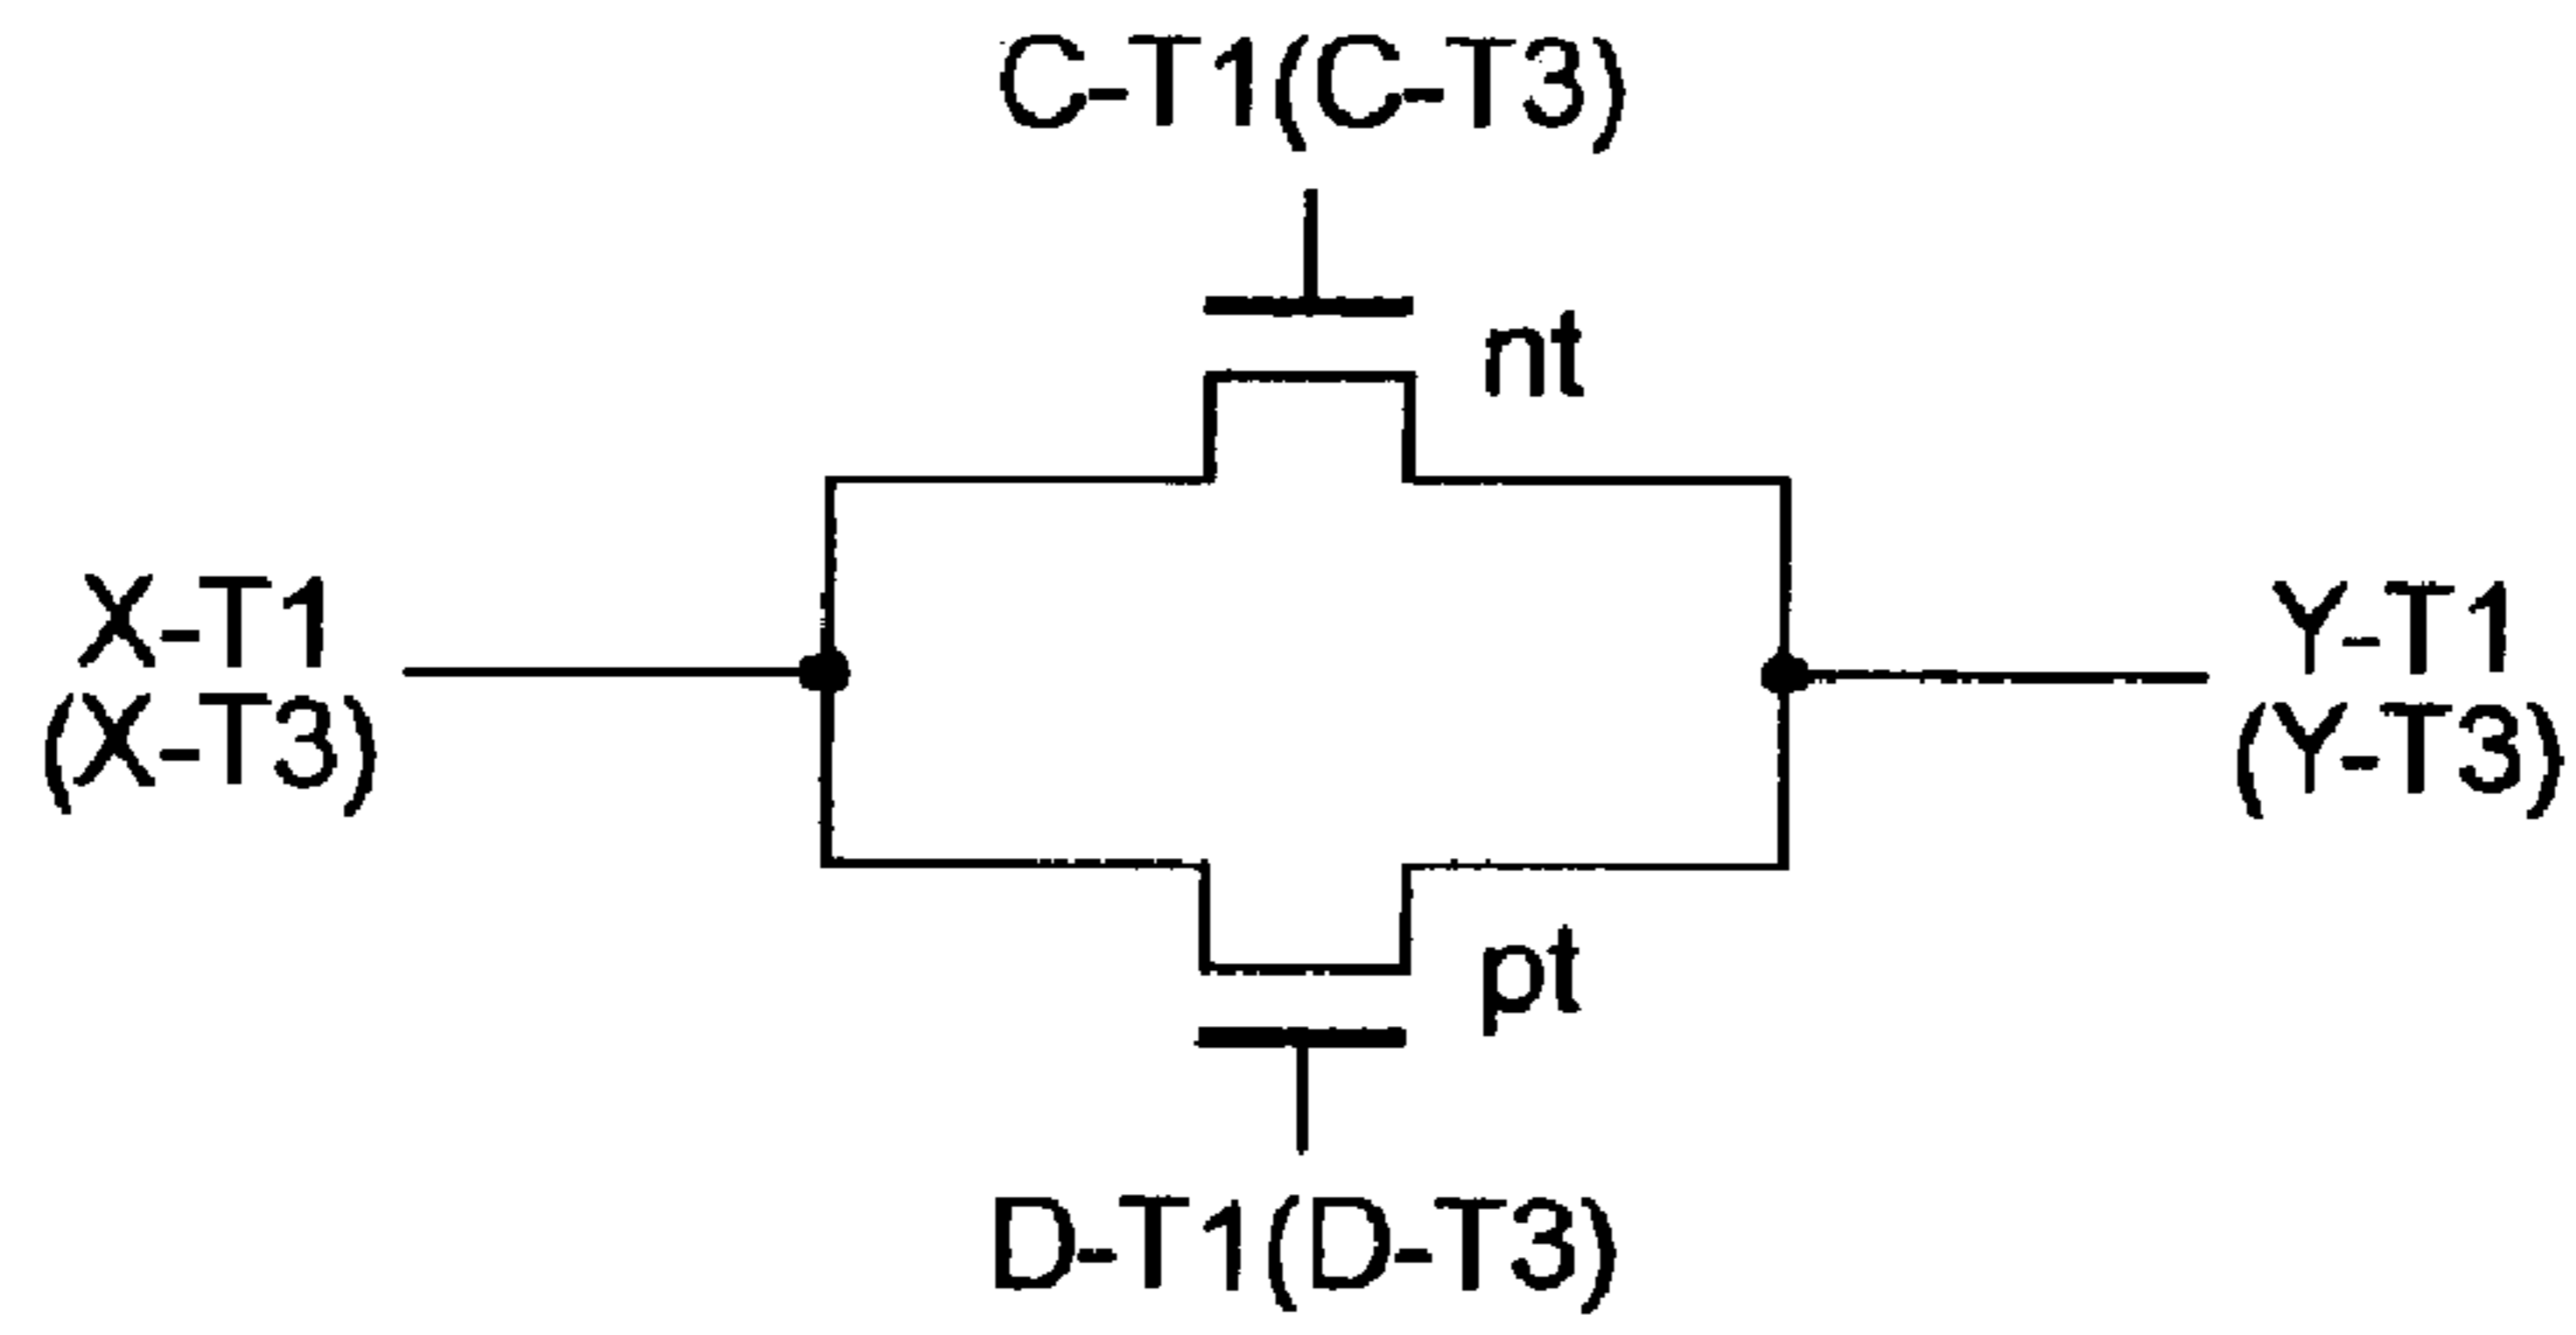 C-T1(C-T3)
nt
X-T1
(X-T3)
Y-T1
(Y-T3)
pt
D-T1(D-T3)